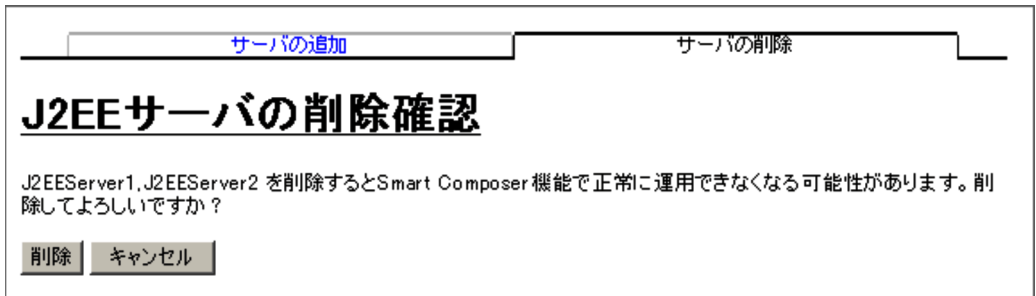 サーバの追加 サーバの削除
J2EEサーバの削除確認
J2EEServer1,J2EEServer2 を削除するとSmart Composer機能で正常に運用できなくなる可能性があります。削
除してよろしいですか？
削除 キャンセル